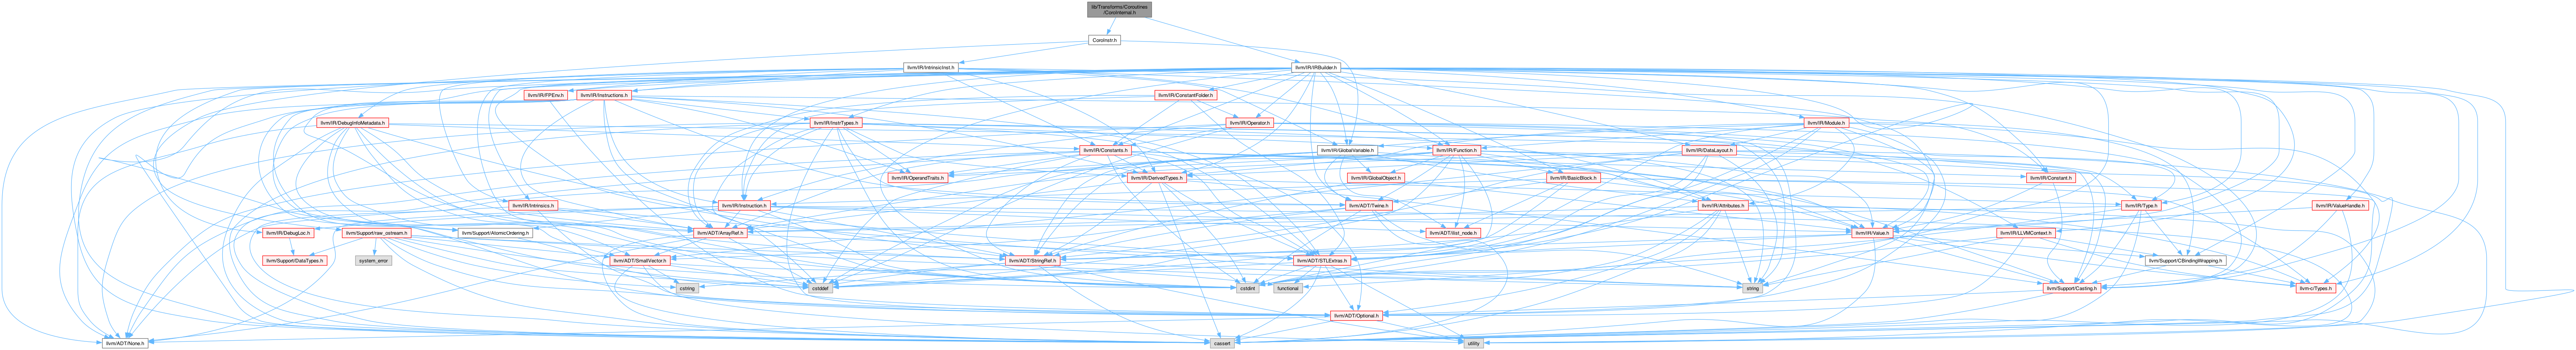 lib/Transforms/Coroutines
/CoroInternal.h
CoroInstr.h
llvm/IR/IntrinsicInst.h
llvm/IR/IRBuilder.h
llvm/IR/FPEnv.h
llvm/IR/Instructions.h
llvm/IR/ConstantFolder.h
llvm/IR/DebugInfoMetadata.h
llvm/IR/InstrTypes.h
llvm/IR/Operator.h
llvm/IR/Module.h
llvm/IR/Constants.h
llvm/IR/GlobalVariable.h
llvm/IR/Function.h
llvm/IR/DataLayout.h
llvm/IR/OperandTraits.h
llvm/IR/DerivedTypes.h
llvm/IR/GlobalObject.h
llvm/IR/BasicBlock.h
llvm/IR/Constant.h
llvm/IR/Intrinsics.h
llvm/IR/Instruction.h
llvm/ADT/Twine.h
llvm/IR/Attributes.h
llvm/IR/Type.h
llvm/IR/ValueHandle.h
llvm/IR/DebugLoc.h
llvm/Support/raw_ostream.h
llvm/Support/AtomicOrdering.h
llvm/ADT/ArrayRef.h
llvm/ADT/ilist_node.h
llvm/IR/Value.h
llvm/IR/LLVMContext.h
llvm/Support/DataTypes.h
system_error
llvm/ADT/SmallVector.h
llvm/ADT/StringRef.h
llvm/ADT/STLExtras.h
llvm/Support/CBindingWrapping.h
cstring
cstddef
cstdint
functional
string
llvm/Support/Casting.h
llvm-c/Types.h
llvm/ADT/Optional.h
llvm/ADT/None.h
cassert
utility